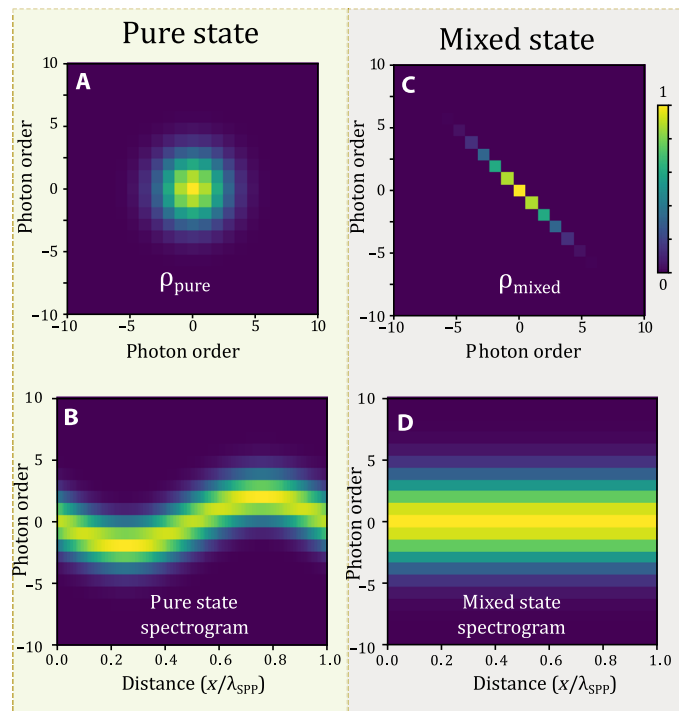 Pure state
Mixed state
A
10
5
0
−5
−10
−10
−5
0
5
10
Photon order
Photon order
ρpure
C
10
5
0
−5
−10
−10
−5
0
5
10
Photon order
Photon order
ρmixed
1
0
B
10
5
0
−5
−10
0.0
0.2
0.4
0.6
0.8
1.0
Photon order
Pure state
spectrogram
Distance (x/λSPP)
D
10
5
0
−5
−10
0.0
0.2
0.4
0.6
0.8
1.0
Photon order
Mixed state
spectrogram
Distance (x/λSPP)